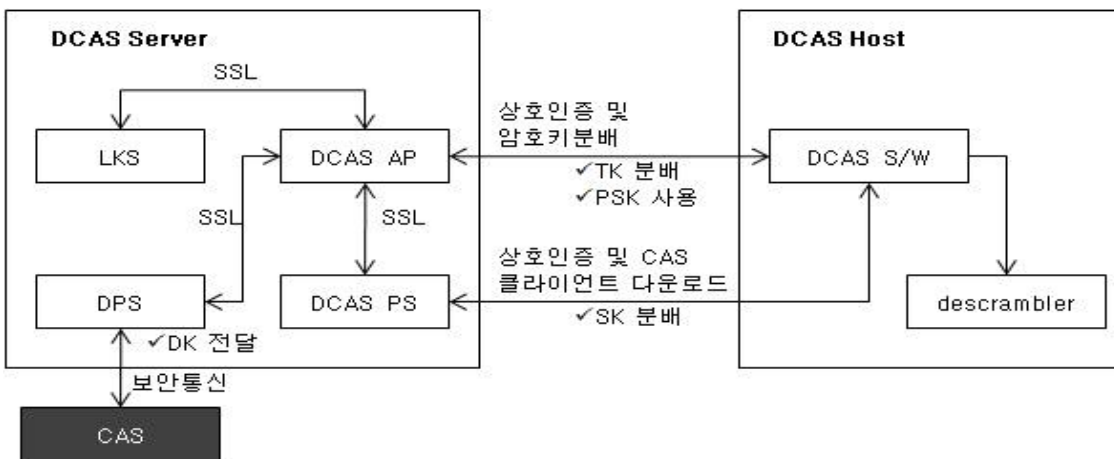 DCAS Server
DCAS Host
SSL
상호인증 및
암호키분배
LKS
DCAS AP
DCAS S/W
✓TK 분배
✓PSK 사용
SSL
SSL
상호인증 및 CAS
클라이언트 다운로드
DPS
DCAS PS
descrambler
✓SK 분배
✓DK 전달
보안통신
CAS